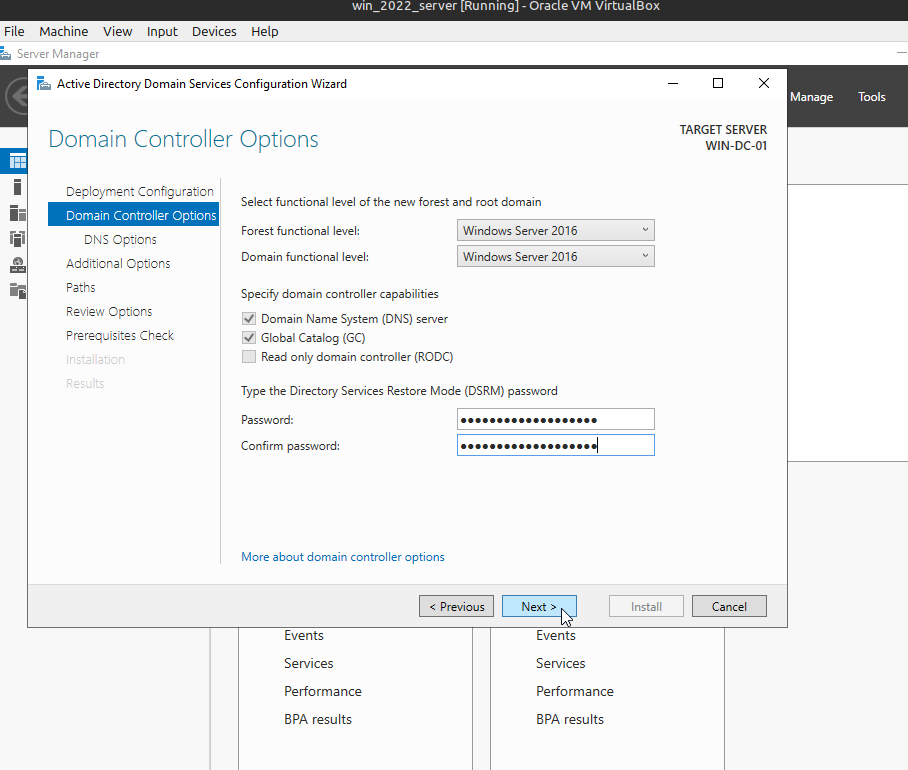 win_2022_server [Running] - Oracle VM VirtualBox
File Machine View Input Devices Help
Server Manager
Active Directory Domain Services Configuration Wizard
Manage Tools
Domain Controller Options
TARGET SERVER
WIN-DC-01
Deployment Configuration
Domain Controller Options
DNS Options
Additional Options
Paths
Review Options
Prerequisites Check
Installation
Results
Select functional level of the new forest and root domain
Forest functional level: Windows Server 2016
Domain functional level: Windows Server 2016
Specify domain controller capabilities
Domain Name System (DNS) server
Global Catalog (GC)
Read only domain controller (RODC)
Type the Directory Services Restore Mode (DSRM) password
Password: ●●●●●●●●●●●●●●●●●●●
Confirm password: ●●●●●●●●●●●●●●●●●●●
More about domain controller options
< Previous Next > Install Cancel
Events Events
Services Services
Performance Performance
BPA results BPA results